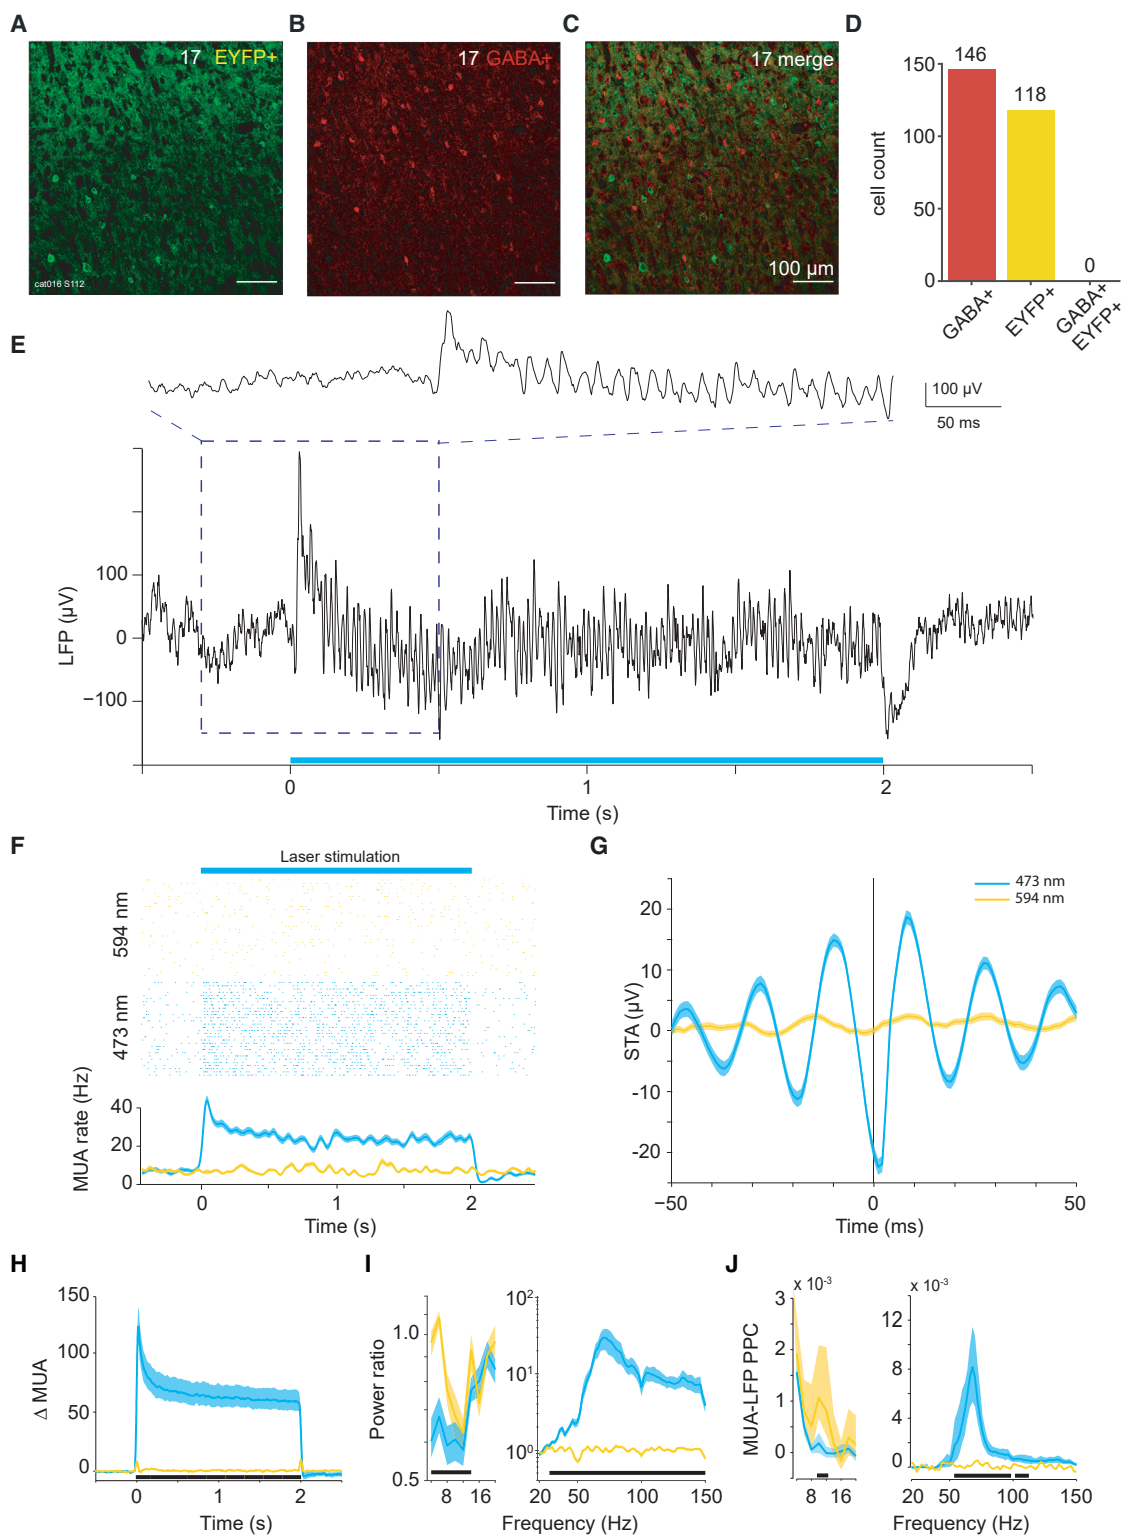 A
B
C
D
17 EYFP+
17 GABA+
17 merge
cat016 S112
100 µm
cell count
150
100
50
0
146
118
0
GABA+
EYFP+
GABA+
EYFP+
E
100 µV
50 ms
LFP (µV)
100
0
−100
0
1
2
Time (s)
F
Laser stimulation
594 nm
473 nm
MUA rate (Hz)
40
20
0
0
1
2
Time (s)
G
473 nm
594 nm
STA (µV)
20
10
0
-10
-20
−50
0
50
Time (ms)
H
Δ MUA
150
100
50
0
0
1
2
Time (s)
I
Power ratio
1.0
0.5
8
16
10²
10¹
10⁰
20
50
100
150
Frequency (Hz)
J
x 10⁻³
MUA-LFP PPC
3
2
1
0
8
16
x 10⁻³
12
8
4
0
20
50
100
150
Frequency (Hz)